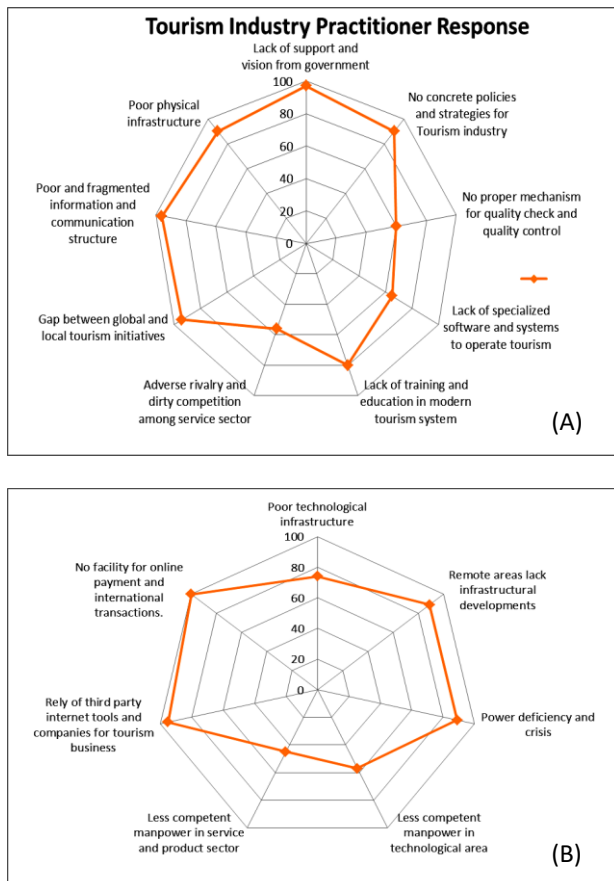 Tourism Industry Practitioner Response
Lack of support and
vision from government
No concrete policies
and strategies for
Tourism industry
No proper mechanism
for quality check and
quality control
Lack of specialized
software and systems
to operate tourism
Lack of training and
education in modern
tourism system
Adverse rivalry and
dirty competition
among service sector
Gap between global and
local tourism initiatives
Poor and fragmented
information and
communication
structure
Poor physical
infrastructure
100
80
60
40
20
0
(A)
Poor technological
infrastructure
Remote areas lack
infrastructural
developments
Power deficiency and
crisis
Less competent
manpower in
technological area
Less competent
manpower in service
and product sector
Rely of third party
internet tools and
companies for tourism
business
No facility for online
payment and
international
transactions.
100
80
60
40
20
0
(B)